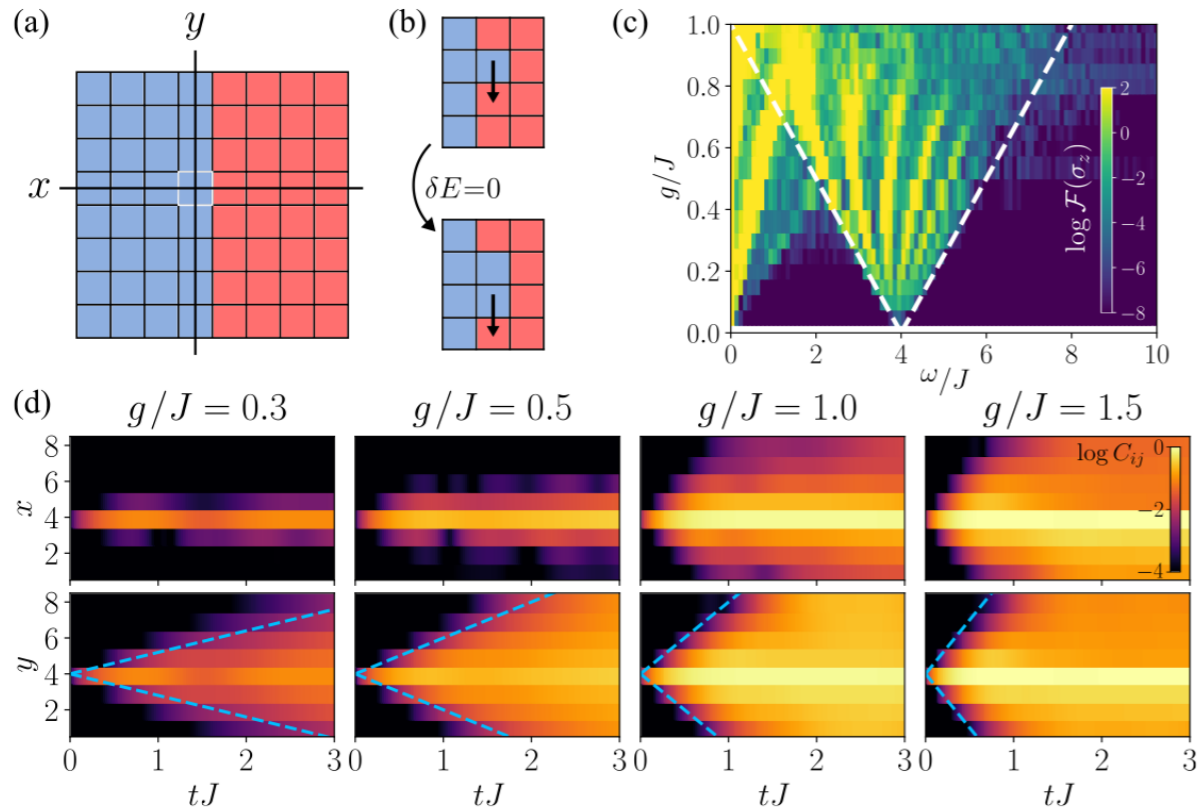 (a)
y
x
(b)
δE=0
(c)
g/J
1.0
0.8
0.6
0.4
0.2
0.0
0 2 4 6 8 10
ω/J
log F(σz)
2
0
−2
−4
−6
−8
(d)
g/J = 0.3 g/J = 0.5 g/J = 1.0 g/J = 1.5
x
8
6
4
2
log Cij
0
−2
−4
y
8
6
4
2
0 1 2 3 0 1 2 3 0 1 2 3 0 1 2 3
tJ tJ tJ tJ